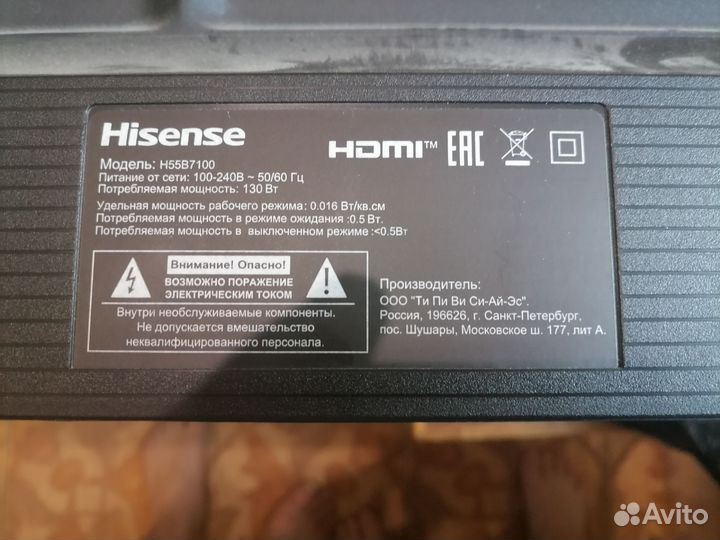 Hisense
HDMI™ EAC
Модель: H55B7100
Питание от сети: 100-240В ~ 50/60 Гц
Потребляемая мощность: 130 Вт
Удельная мощность рабочего режима: 0.016 Вт/кв.см
Потребляемая мощность в режиме ожидания :0.5 Вт.
Потребляемая мощность в выключенном режиме :<0.5Вт
Внимание! Опасно!
ВОЗМОЖНО ПОРАЖЕНИЕ
ЭЛЕКТРИЧЕСКИМ ТОКОМ
Внутри необслуживаемые компоненты.
Не допускается вмешательство
неквалифицированного персонала.
Производитель:
ООО "Ти Пи Ви Си-Ай-Эс".
Россия, 196626, г. Санкт-Петербург,
пос. Шушары, Московское ш. 177, лит А.
Avito